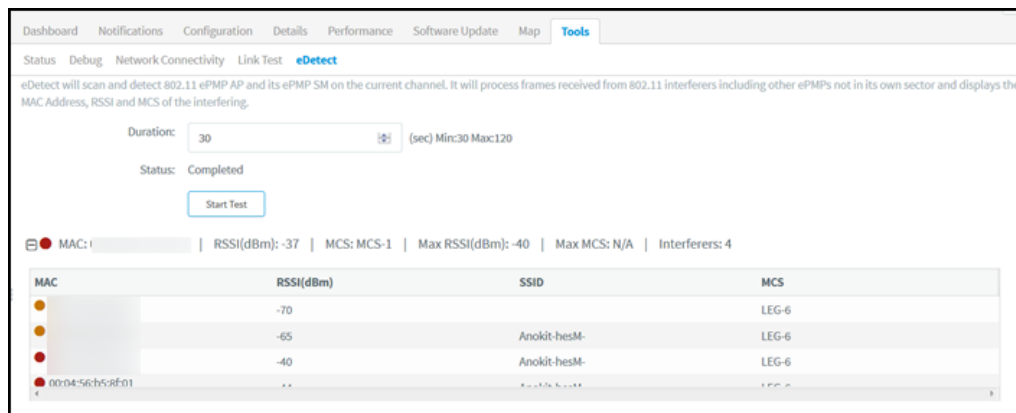 Dashboard Notifications Configuration Details Performance Software Update Map Tools
Status Debug Network Connectivity Link Test eDetect
eDetect will scan and detect 802.11 ePMP AP and its ePMP SM on the current channel. It will process frames received from 802.11 interferers including other ePMPs not in its own sector and displays the
MAC Address, RSSI and MCS of the interfering.
Duration: 30 (sec) Min:30 Max:120
Status: Completed
Start Test
MAC: | RSSI(dBm): -37 | MCS: MCS-1 | Max RSSI(dBm): -40 | Max MCS: N/A | Interferers: 4
MAC RSSI(dBm) SSID MCS
-70 LEG-6
-65 Anokit-hesM- LEG-6
-40 Anokit-hesM- LEG-6
00:04:56:b5:8f:01